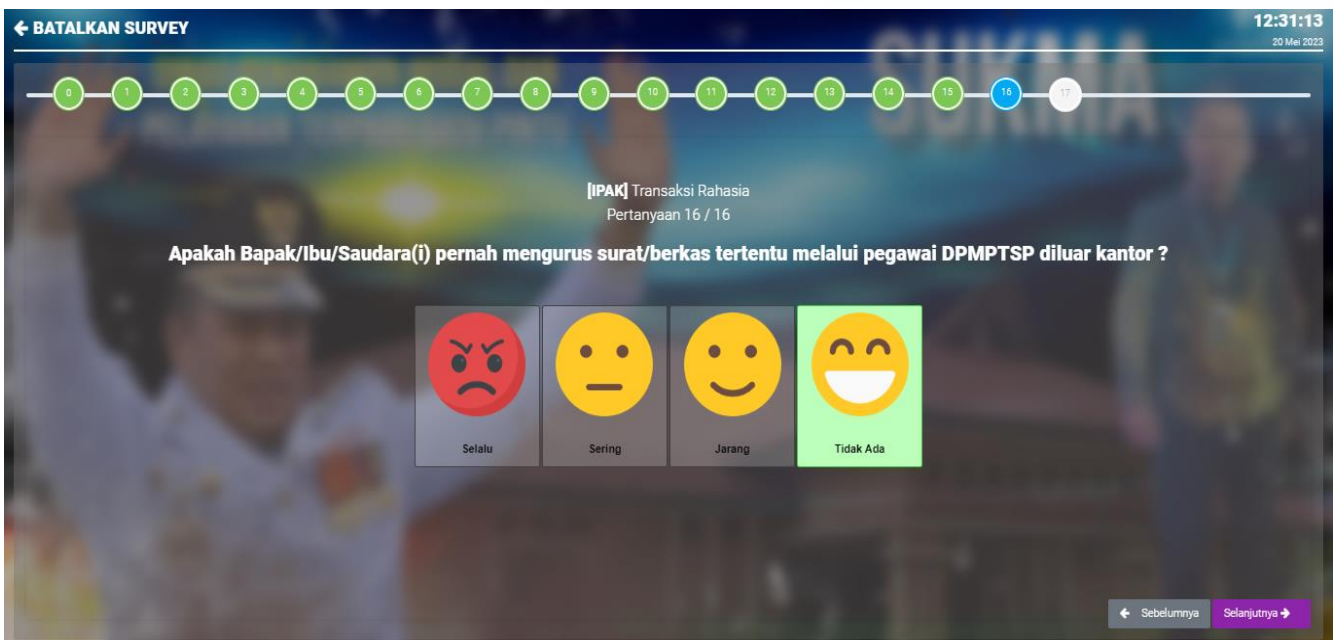 BATALKAN SURVEY
12:31:13
20 Mei 2023
SUKMA
0 1 2 3 4 5 6 7 8 9 10 11 12 13 14 15 16 17
[IPAK] Transaksi Rahasia
Pertanyaan 16 / 16
Apakah Bapak/Ibu/Saudara(i) pernah mengurus surat/berkas tertentu melalui pegawai DPMPTSP diluar kantor ?
Selalu Sering Jarang Tidak Ada
Sebelumnya Selanjutnya